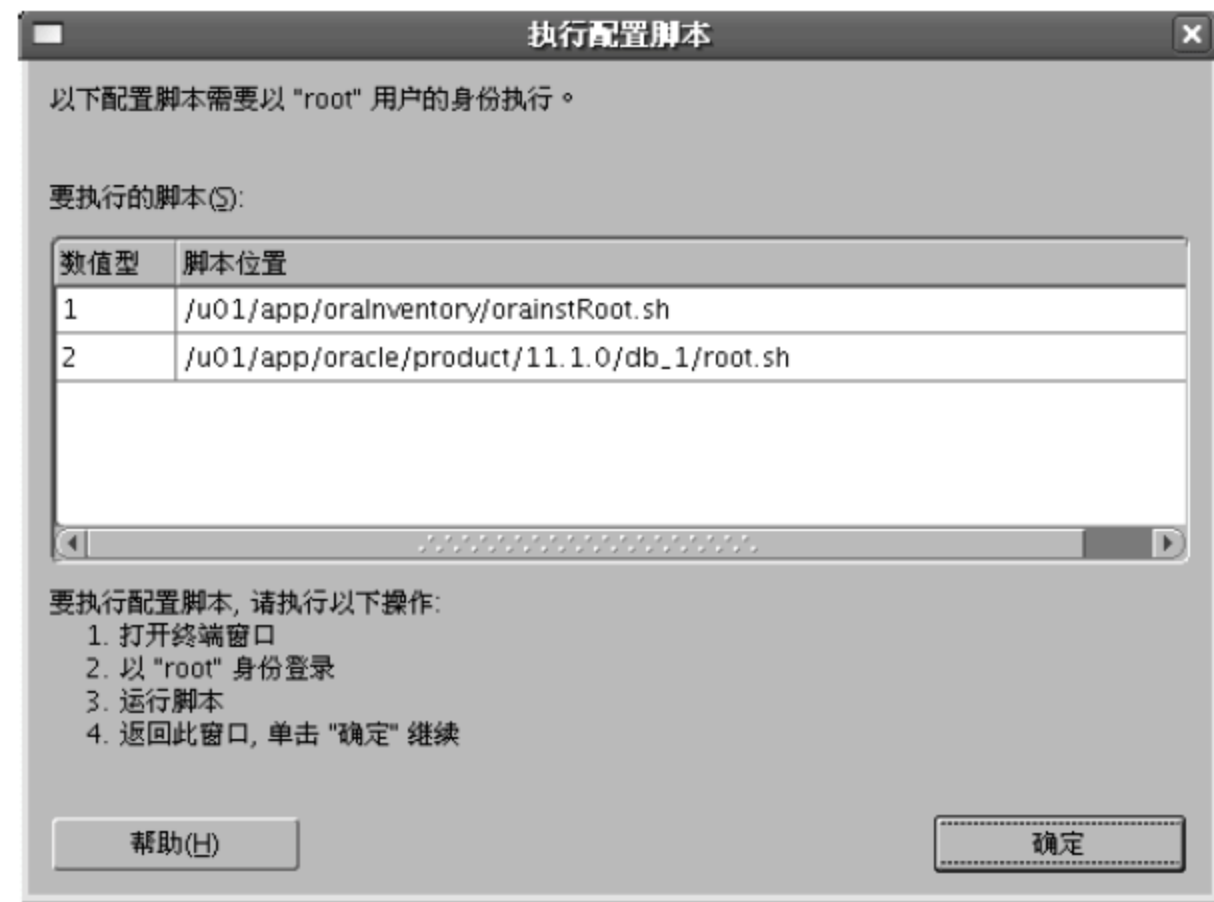 执行配置脚本
以下配置脚本需要以 "root" 用户的身份执行。
要执行的脚本(S):
数值型 脚本位置
1 /u01/app/oraInventory/orainstRoot.sh
2 /u01/app/oracle/product/11.1.0/db_1/root.sh
要执行配置脚本, 请执行以下操作:
1. 打开终端窗口
2. 以 "root" 身份登录
3. 运行脚本
4. 返回此窗口, 单击 "确定" 继续
帮助(H) 确定